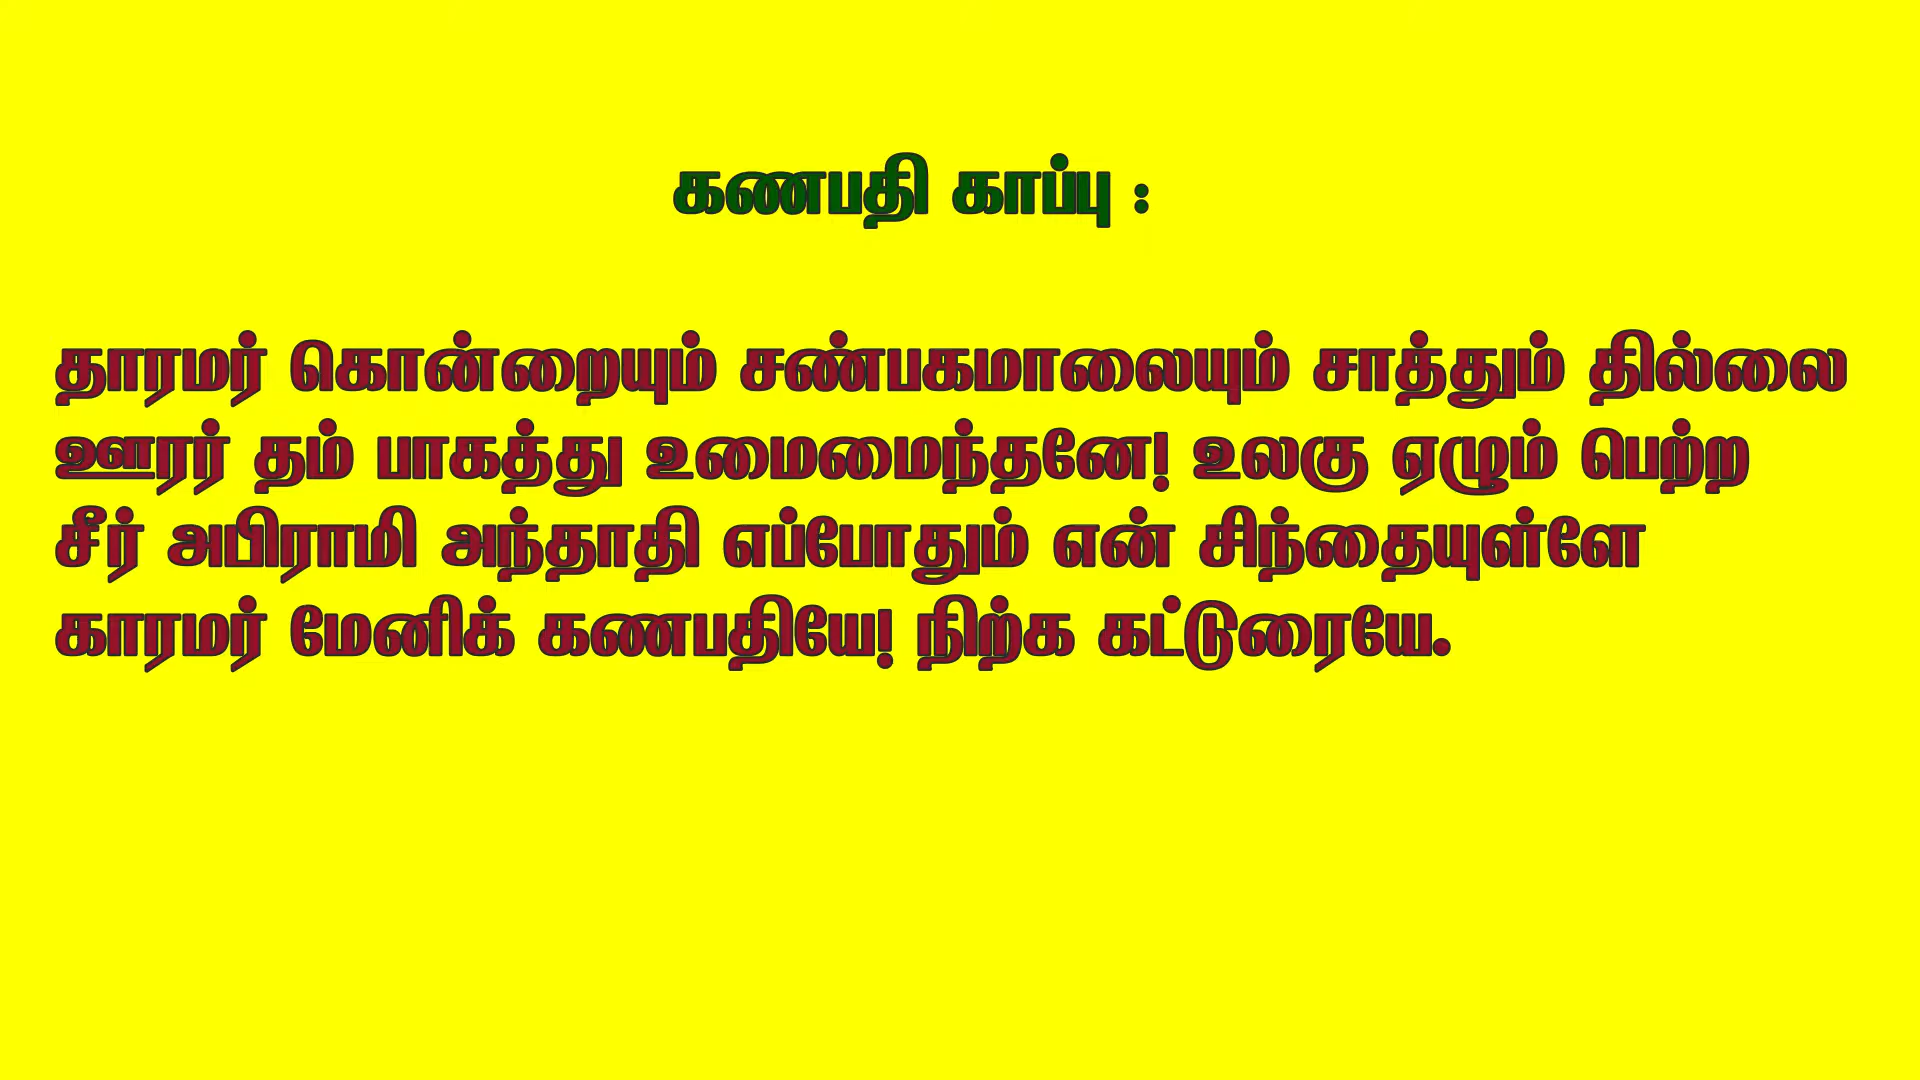 கணபதி காப்பு :
தாரமர் கொன்றையும் சண்பகமாலையும் சாத்தும் தில்லை
ஊரர் தம் பாகத்து உமைமைந்தனே! உலகு ஏழும் பெற்ற
சீர் அபிராமி அந்தாதி எப்போதும் என் சிந்தையுள்ளே
காரமர் மேனிக் கணபதியே! நிற்க கட்டுரையே.